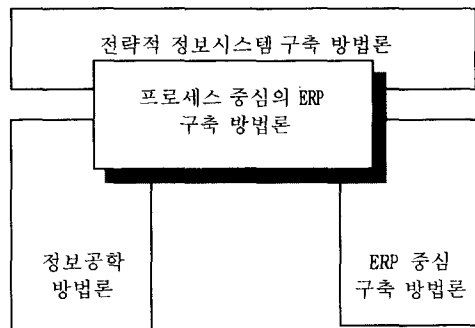 전략적 정보시스템 구축 방법론
프로세스 중심의 ERP
구축 방법론
정보공학
방법론
ERP 중심
구축 방법론